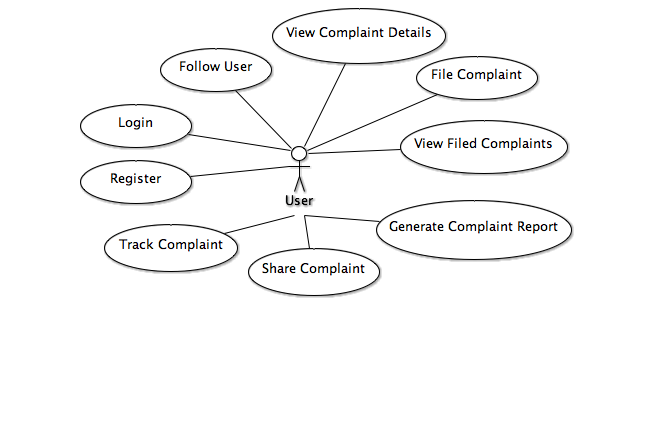 View Complaint Details
Follow User
File Complaint
Login
View Filed Complaints
Register
User
Generate Complaint Report
Track Complaint
Share Complaint